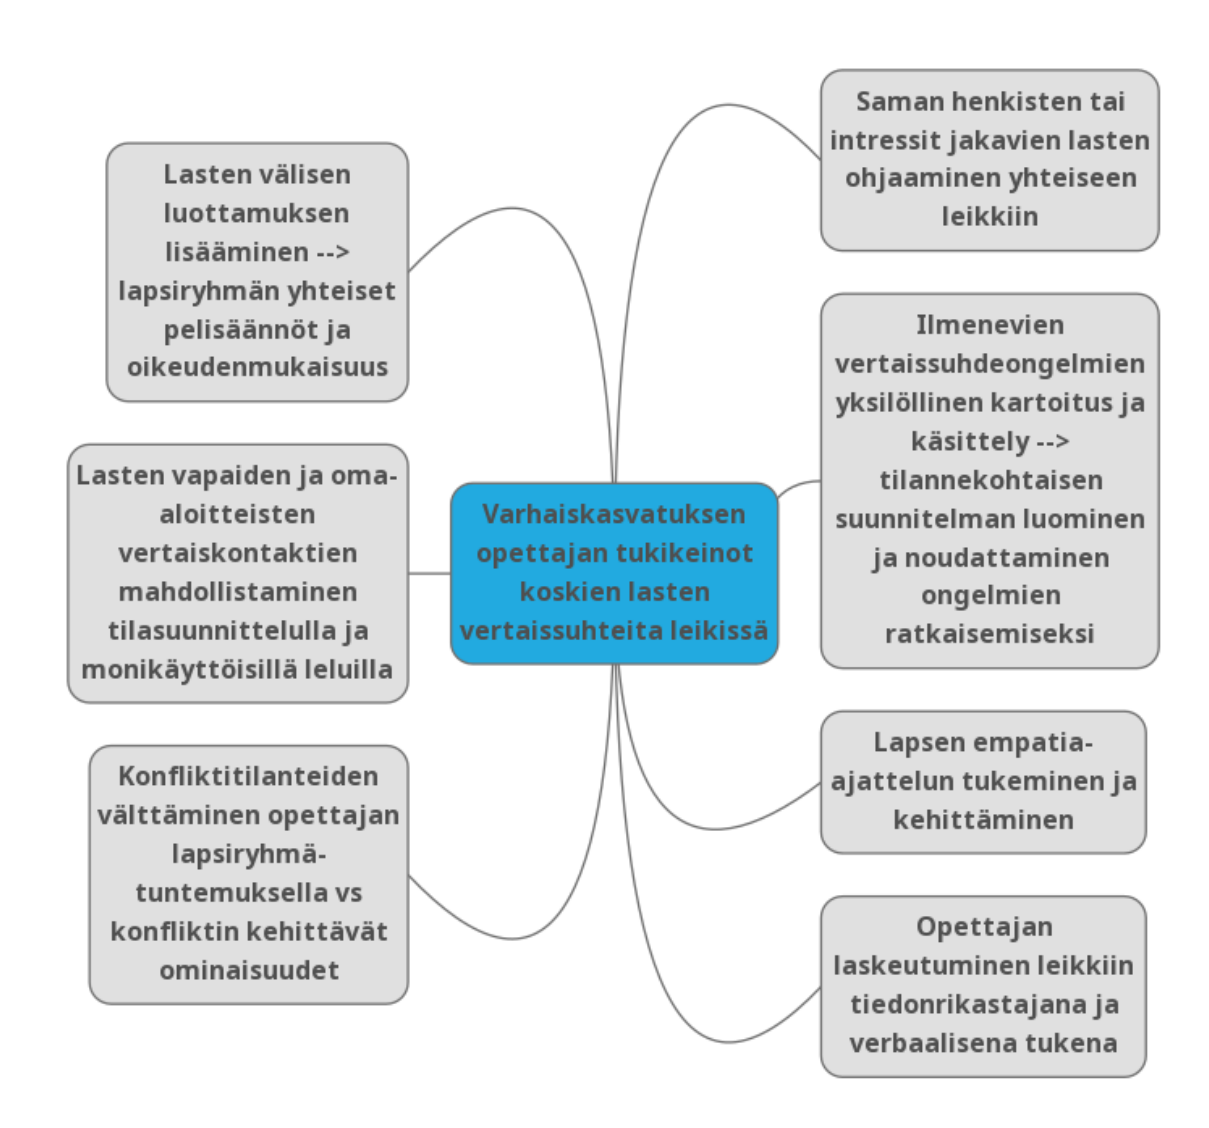 Saman henkisten tai
intressit jakavien lasten
ohjaaminen yhteiseen
leikkiin
Lasten välisen
luottamuksen
lisääminen -->
lapsiryhmän yhteiset
pelisäännöt ja
oikeudenmukaisuus
Ilmenevien
vertaissuhdeongelmien
yksilöllinen kartoitus ja
käsittely -->
tilannekohtaisen
suunnitelman luominen
ja noudattaminen
ongelmien
ratkaisemiseksi
Lasten vapaiden ja oma-
aloitteisten
vertaiskontaktien
mahdollistaminen
tilasuunnittelulla ja
monikäyttöisillä leluilla
Varhaiskasvatuksen
opettajan tukikeinot
koskien lasten
vertaissuhteita leikissä
Lapsen empatia-
ajattelun tukeminen ja
kehittäminen
Konfliktitilanteiden
välttäminen opettajan
lapsiryhmä-
tuntemuksella vs
konfliktin kehittävät
ominaisuudet
Opettajan
laskeutuminen leikkiin
tiedonrikastajana ja
verbaalisena tukena